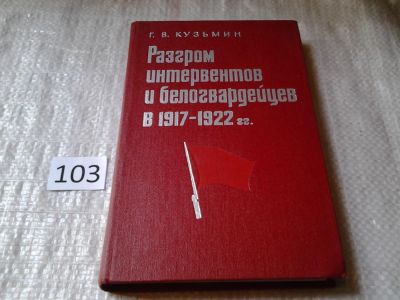 Г. В. КУЗЬМИН
Разгром
интервентов
и белогвардейцев
в 1917-1922 гг.
103